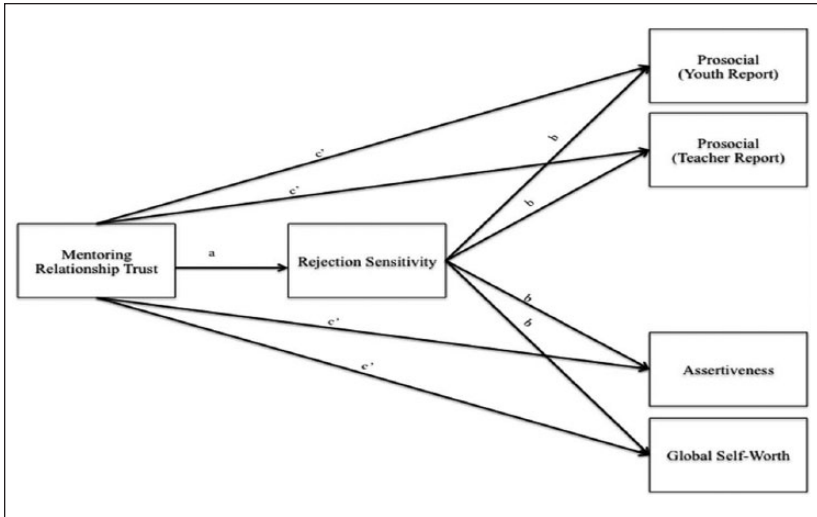 Prosocial
(Youth Report)
b
c'
Prosocial
(Teacher Report)
c'
b
Mentoring
Relationship Trust
a
Rejection Sensitivity
b
c'
b
Assertiveness
c'
Global Self-Worth